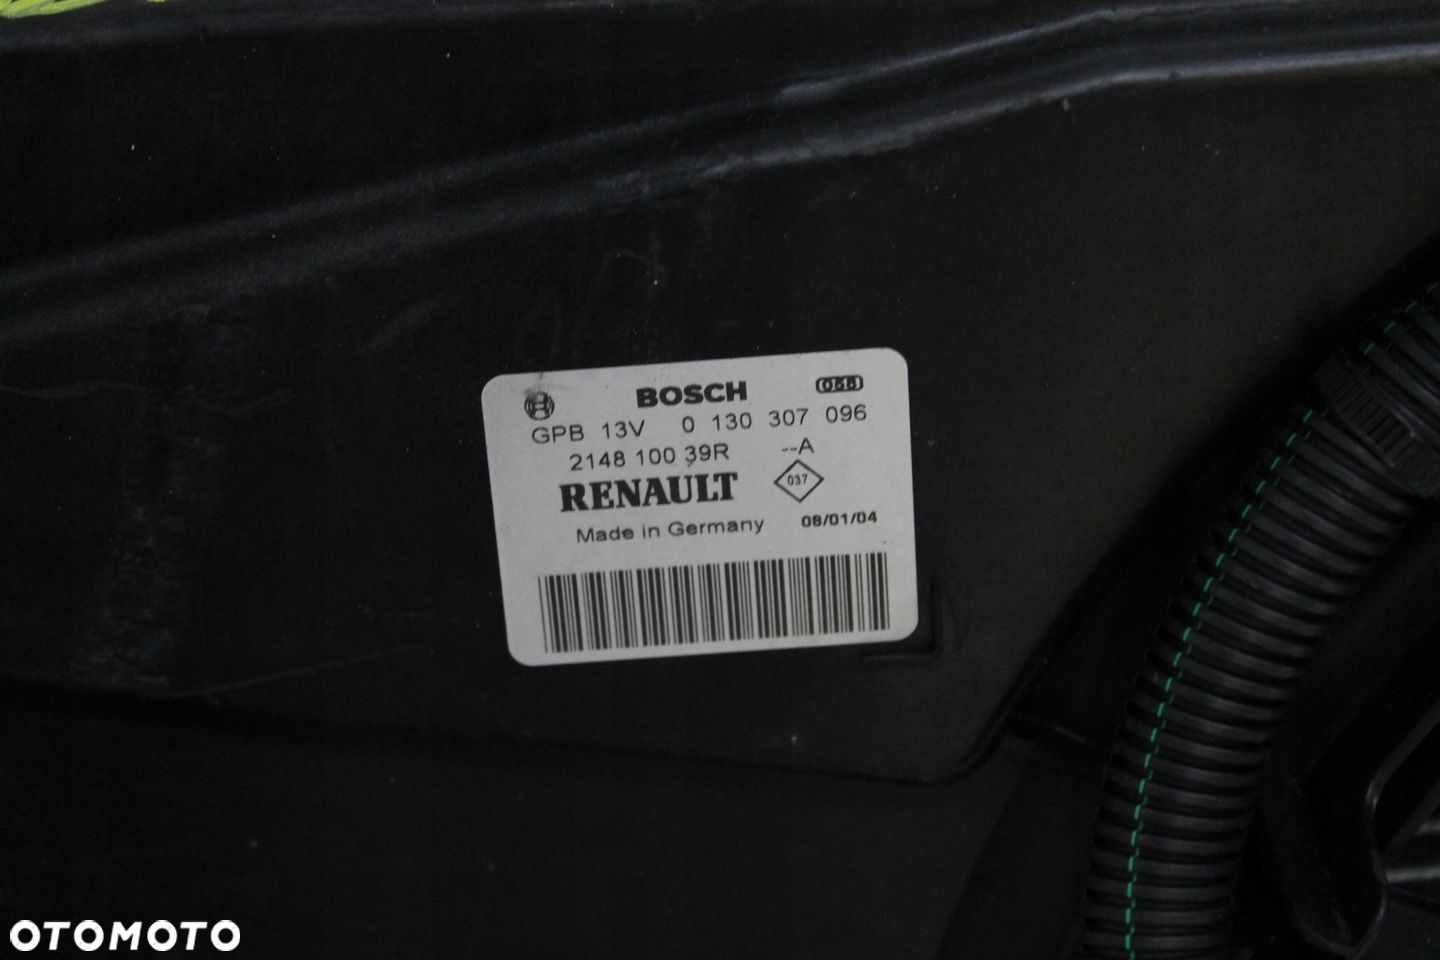 BOSCH 055
GPB 13V 0 130 307 096
2148 100 39R --A
RENAULT 037
Made in Germany 08/01/04
OTOMOTO